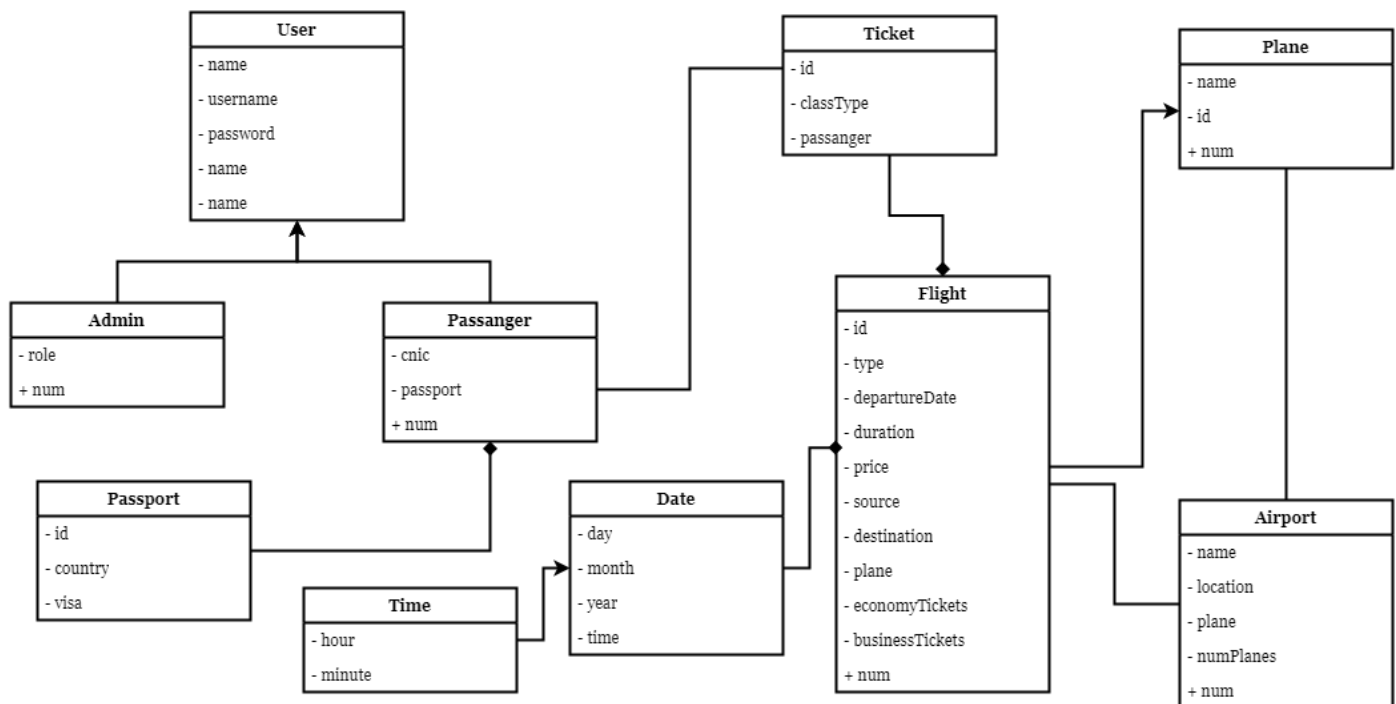 User
- name
- username
- password
- name
- name
Ticket
- id
- classType
- passanger
Plane
- name
- id
+ num
Admin
- role
+ num
Passanger
- cnic
- passport
+ num
Flight
- id
- type
- departureDate
- duration
- price
- source
- destination
- plane
- economyTickets
- businessTickets
+ num
Passport
- id
- country
- visa
Date
- day
- month
- year
- time
Time
- hour
- minute
Airport
- name
- location
- plane
- numPlanes
+ num